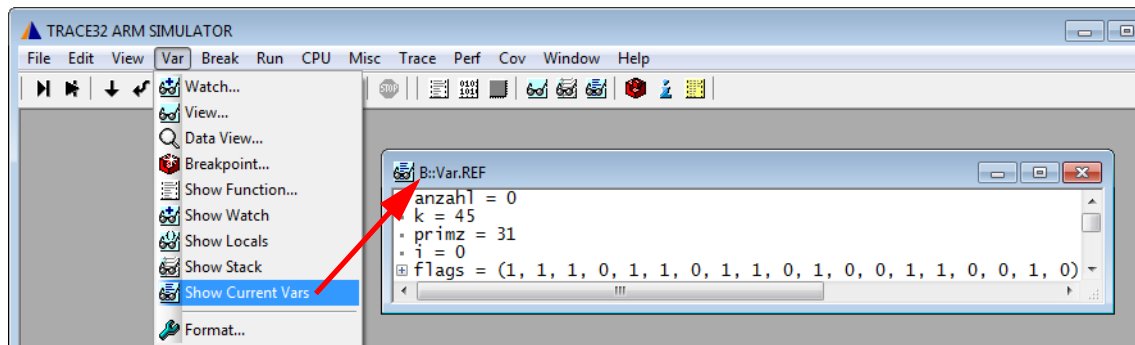 TRACE32 ARM SIMULATOR
File Edit View Var Break Run CPU Misc Trace Perf Cov Window Help
STOP
Watch...
View...
Data View...
Breakpoint...
Show Function...
Show Watch
Show Locals
Show Stack
Show Current Vars
Format...
B::Var.REF
anzahl = 0
k = 45
primz = 31
i = 0
flags = (1, 1, 1, 0, 1, 1, 0, 1, 1, 0, 1, 0, 0, 1, 1, 0, 0, 1, 0)